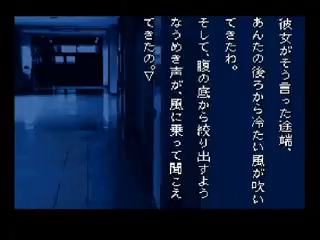 彼女がそう言った途端、
あんたの後ろから冷たい風が吹い
てきたわ。
そして、腹の底から絞り出すよう
なうめき声が、風に乗って聞こえ
てきたの。▽